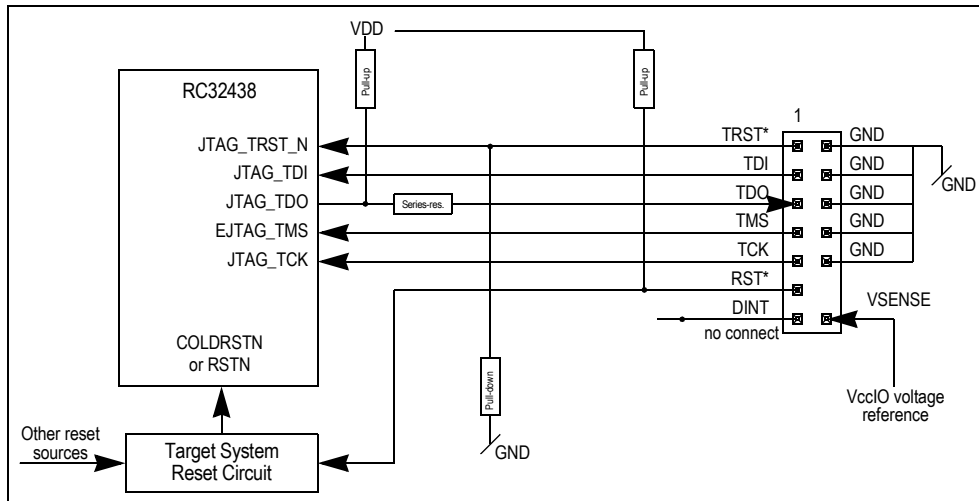 VDD
Pull-up
Pull-up
RC32438
1
JTAG_TRST_N
TRST*
GND
JTAG_TDI
TDI
GND
GND
JTAG_TDO
Series-res.
TDO
GND
EJTAG_TMS
TMS
GND
JTAG_TCK
TCK
GND
RST*
DINT
VSENSE
no connect
COLDRSTN
or RSTN
Pull-down
VccIO voltage
reference
Other reset
sources
Target System
Reset Circuit
GND